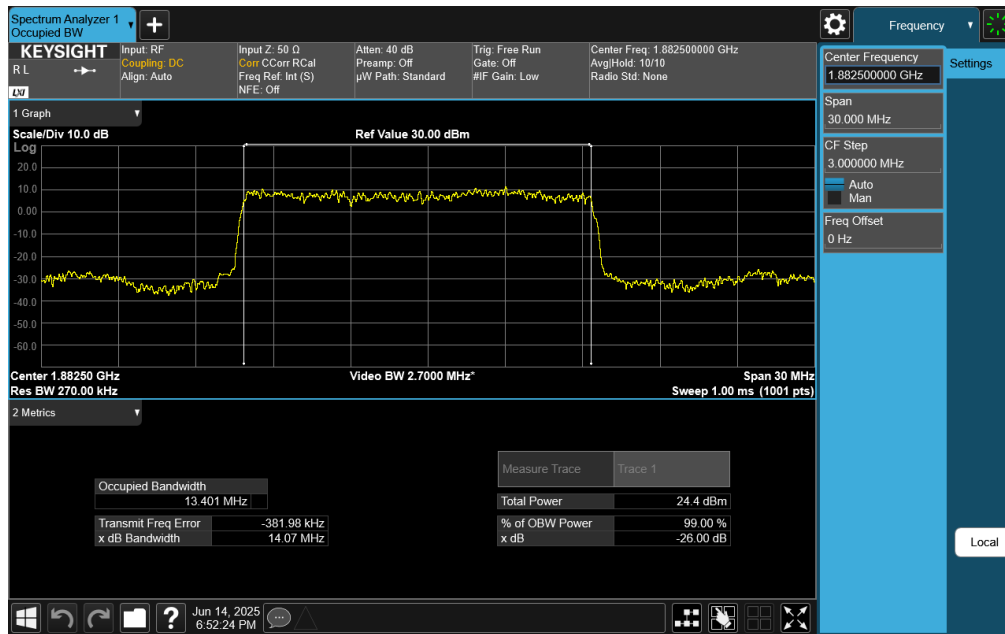 Spectrum Analyzer 1
Occupied BW
+
Frequency
KEYSIGHT
R L
LXI
Input: RF
Coupling: DC
Align: Auto
Input Z: 50 Ω
Corr CCorr RCal
Freq Ref: Int (S)
NFE: Off
Atten: 40 dB
Preamp: Off
µW Path: Standard
Trig: Free Run
Gate: Off
#IF Gain: Low
Center Freq: 1.882500000 GHz
Avg|Hold: 10/10
Radio Std: None
Center Frequency
1.882500000 GHz
Settings
Span
30.000 MHz
CF Step
3.000000 MHz
Auto
Man
Freq Offset
0 Hz
Local
1 Graph
Scale/Div 10.0 dB
Ref Value 30.00 dBm
Log
20.0
10.0
0.00
-10.0
-20.0
-30.0
-40.0
-50.0
-60.0
Center 1.88250 GHz
Video BW 2.7000 MHz*
Span 30 MHz
Res BW 270.00 kHz
Sweep 1.00 ms (1001 pts)
2 Metrics
Measure Trace
Trace 1
Occupied Bandwidth
13.401 MHz
Total Power
24.4 dBm
Transmit Freq Error
-381.98 kHz
% of OBW Power
99.00 %
x dB Bandwidth
14.07 MHz
x dB
-26.00 dB
?
Jun 14, 2025
6:52:24 PM